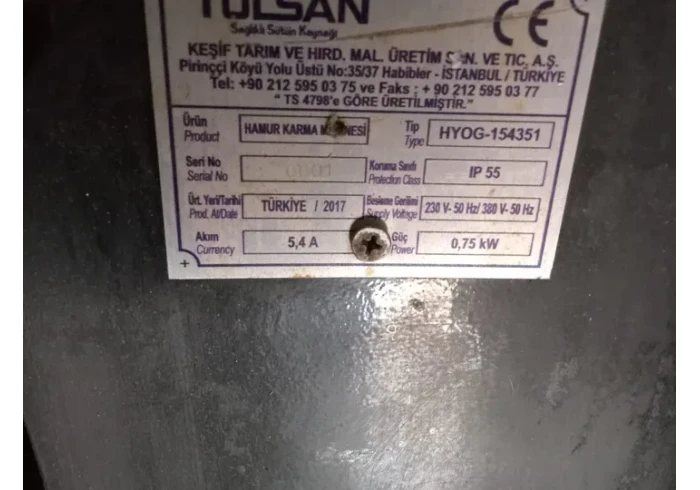 TULSAN
Sağlıklı Sütün Kaynağı
CE
KEŞİF TARIM VE HIRD. MAL. ÜRETİM VE TIC. A.Ş.
Pirinççi Köyü Yolu Üstü No:35/37 Habibler - İSTANBUL / TÜRKİYE
Tel: +90 212 595 03 75 ve Faks : + 90 212 595 03 77
" TS 4798'e GÖRE ÜRETİLMİŞTİR."
Ürün HAMUR KARMA Tip HYOG-154351
Product Type
Seri No Koruma Sınıfı IP 55
Serial No Protection Class
Ürt. Yeri/Tarihi TÜRKİYE / 2017 Besleme Gerilimi 230 V- 50 Hz/ 380 V- 50 Hz
Prod. At/Date Supply Voltage
Akım 5,4 A Güç 0,75 kW
Currency Power